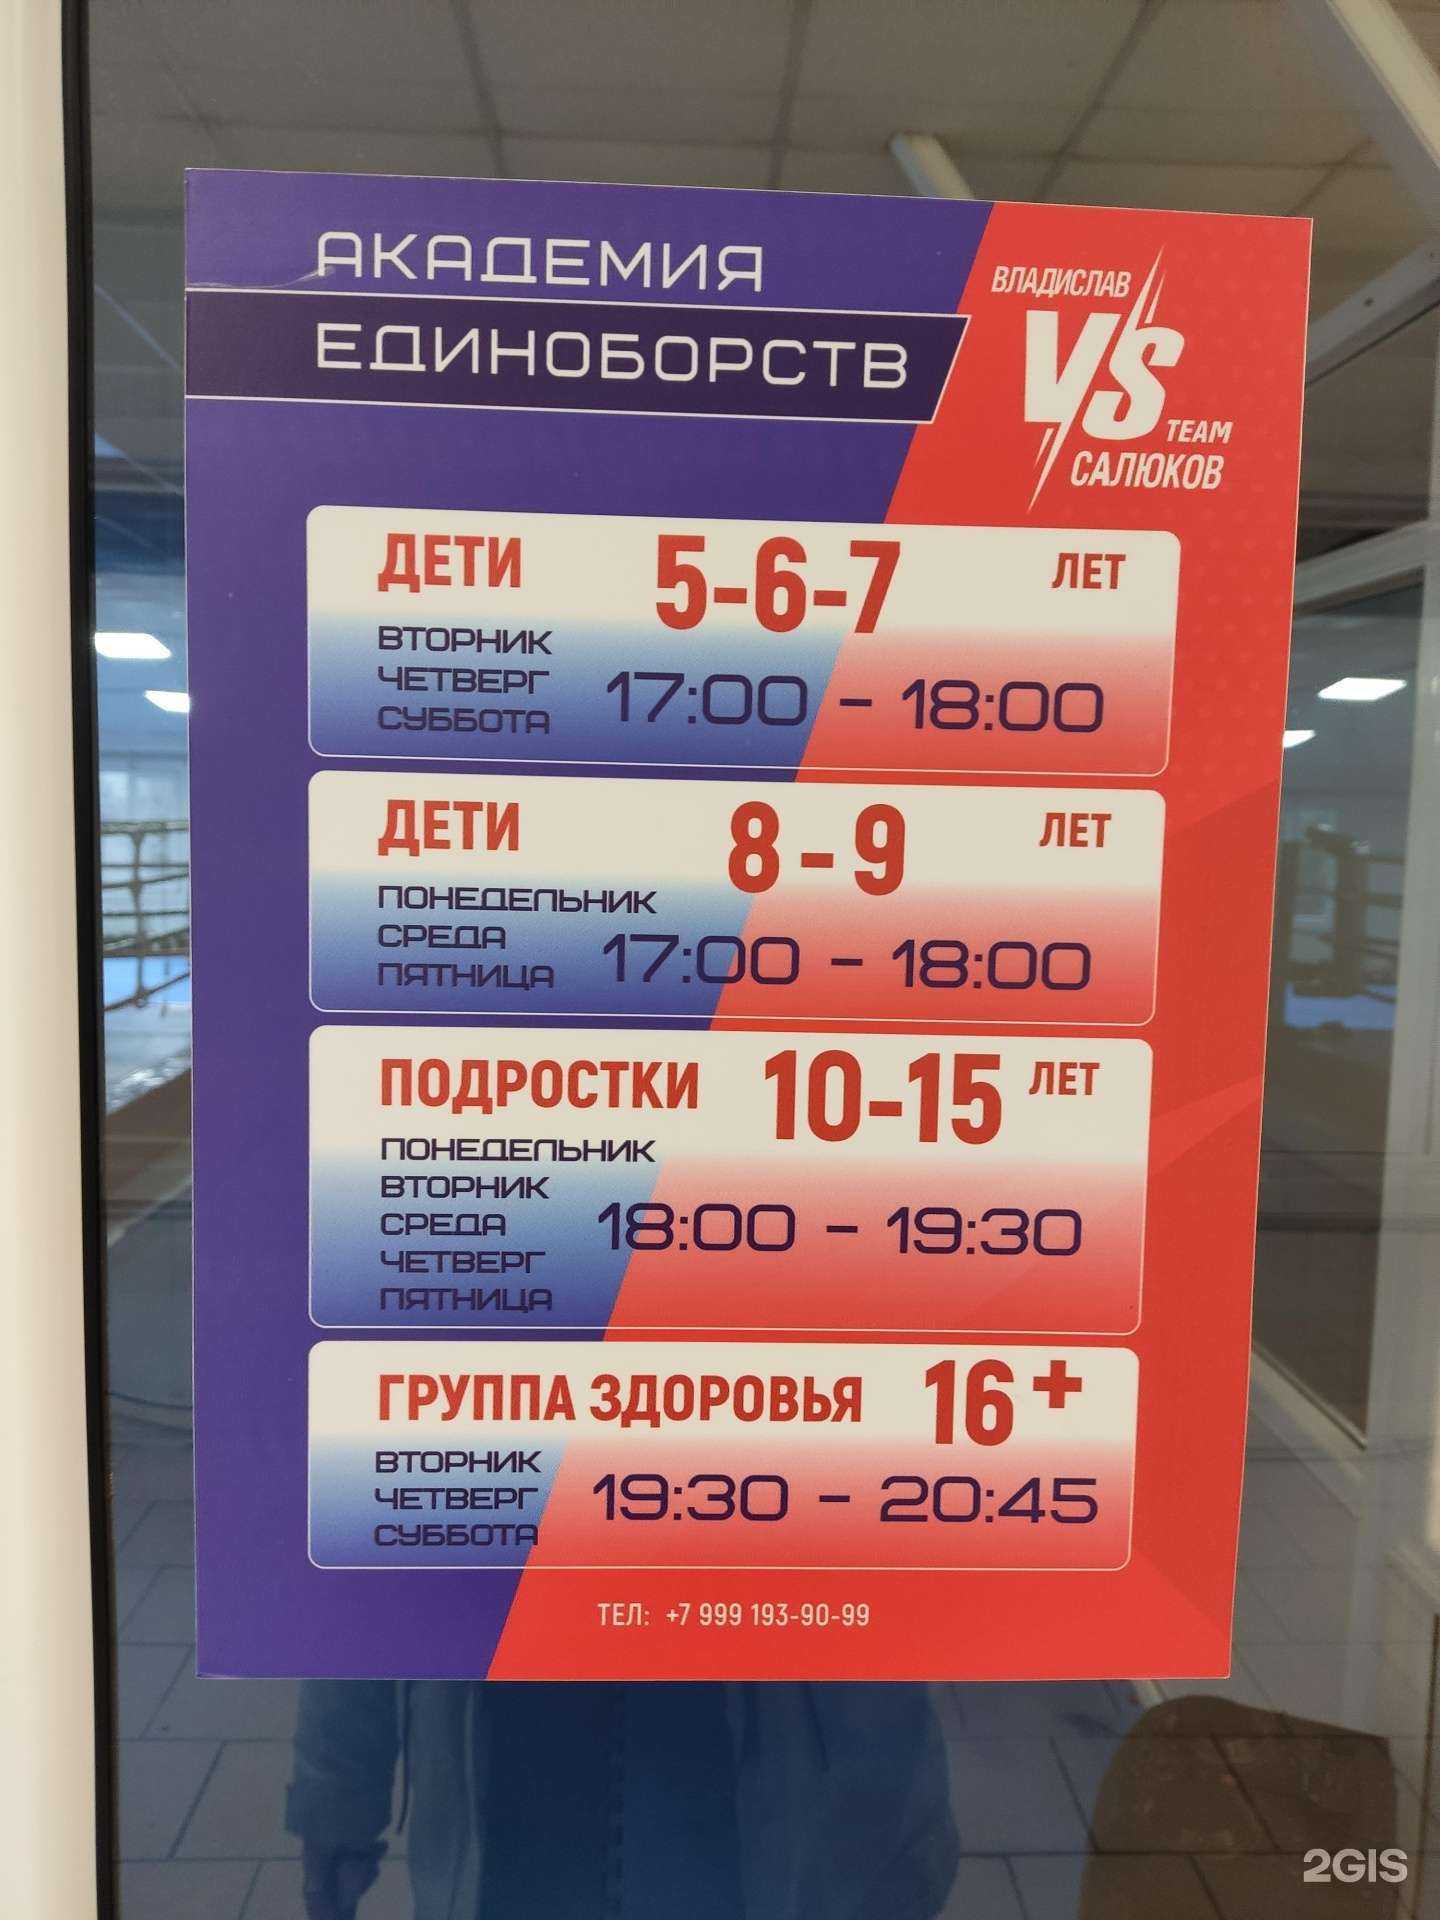 АКАДЕМИЯ
ЕДИНОБОРСТВ
ВЛАДИСЛАВ
VS TEAM
САЛЮКОВ
ДЕТИ 5-6-7 ЛЕТ
ВТОРНИК
ЧЕТВЕРГ
СУББОТА
17:00 - 18:00
ДЕТИ 8 - 9 ЛЕТ
ПОНЕДЕЛЬНИК
СРЕДА
ПЯТНИЦА
17:00 - 18:00
ПОДРОСТКИ 10-15 ЛЕТ
ПОНЕДЕЛЬНИК
ВТОРНИК
СРЕДА
ЧЕТВЕРГ
ПЯТНИЦА
18:00 - 19:30
ГРУППА ЗДОРОВЬЯ 16+
ВТОРНИК
ЧЕТВЕРГ
СУББОТА
19:30 - 20:45
ТЕЛ: +7 999 193-90-99
2GIS